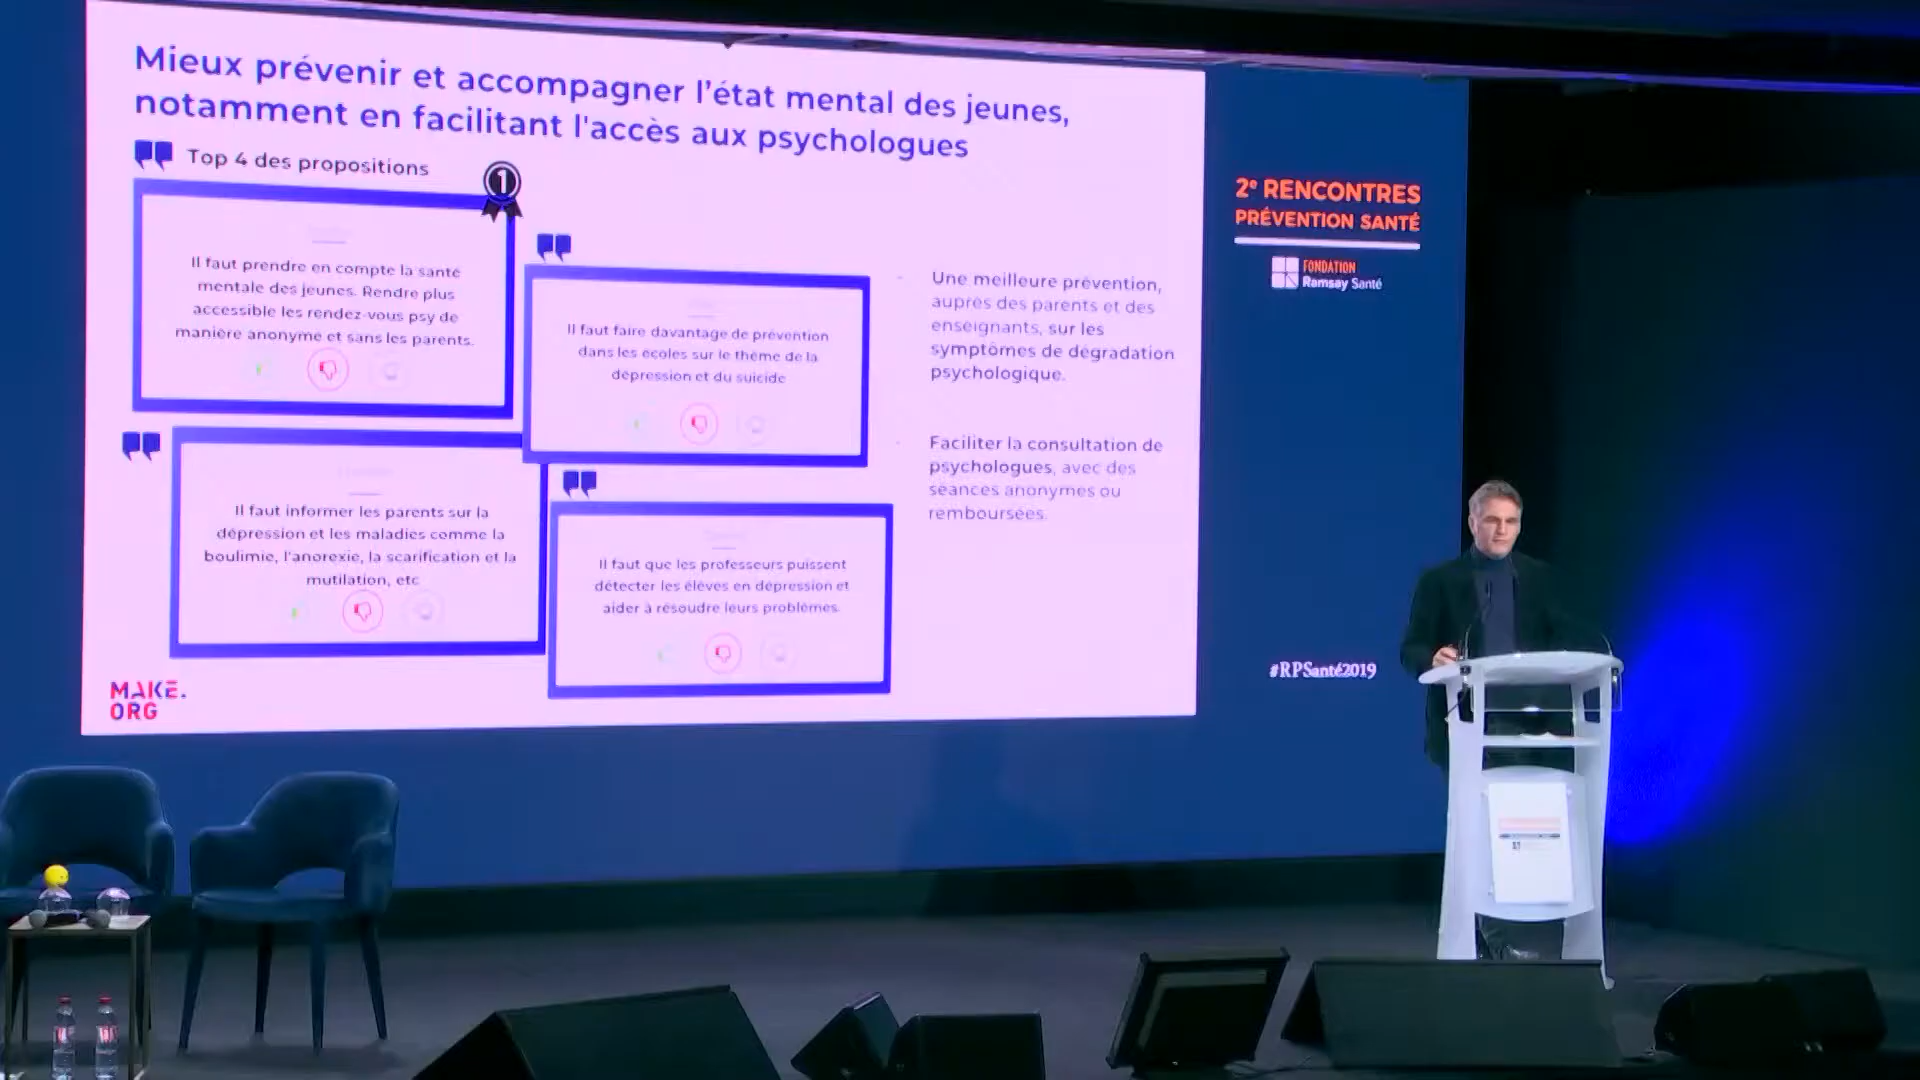 Mieux prévenir et accompagner l'état mental des jeunes,
notamment en facilitant l'accès aux psychologues
Top 4 des propositions
1
Il faut prendre en compte la santé
mentale des jeunes. Rendre plus
accessible les rendez-vous psy de
manière anonyme et sans les parents.
Il faut faire davantage de prévention
dans les écoles sur le thème de la
dépression et du suicide
Il faut informer les parents sur la
dépression et les maladies comme la
boulimie, l'anorexie, la scarification et la
mutilation, etc
Il faut que les professeurs puissent
détecter les élèves en dépression et
aider à résoudre leurs problèmes.
Une meilleure prévention,
auprès des parents et des
enseignants, sur les
symptômes de dégradation
psychologique.
Faciliter la consultation de
psychologues, avec des
séances anonymes ou
remboursées.
MAKE.
ORG
2e RENCONTRES
PRÉVENTION SANTÉ
FONDATION
Ramsay Santé
#RPSanté2019